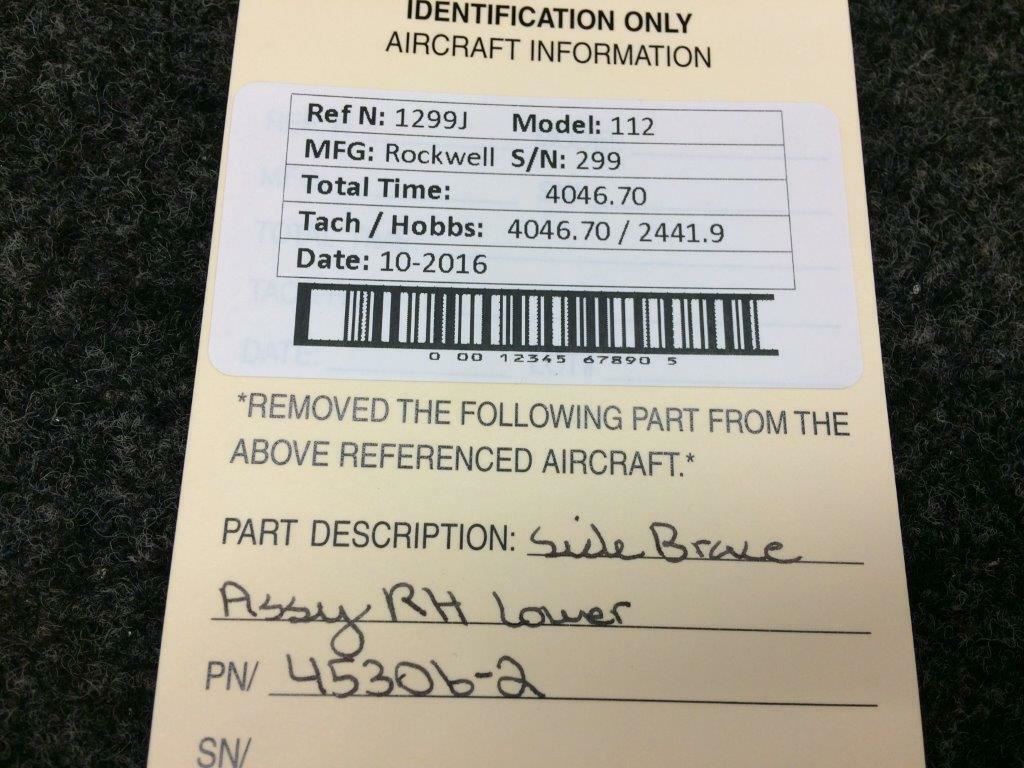 IDENTIFICATION ONLY
AIRCRAFT INFORMATION
Ref N: 1299J Model: 112
MFG: Rockwell S/N: 299
Total Time: 4046.70
Tach / Hobbs: 4046.70 / 2441.9
Date: 10-2016
0 00 12345 67890 5
DATE:
*REMOVED THE FOLLOWING PART FROM THE
ABOVE REFERENCED AIRCRAFT.*
PART DESCRIPTION: Side Brace
Assy RH Lower
PN/ 45306-2
SN/